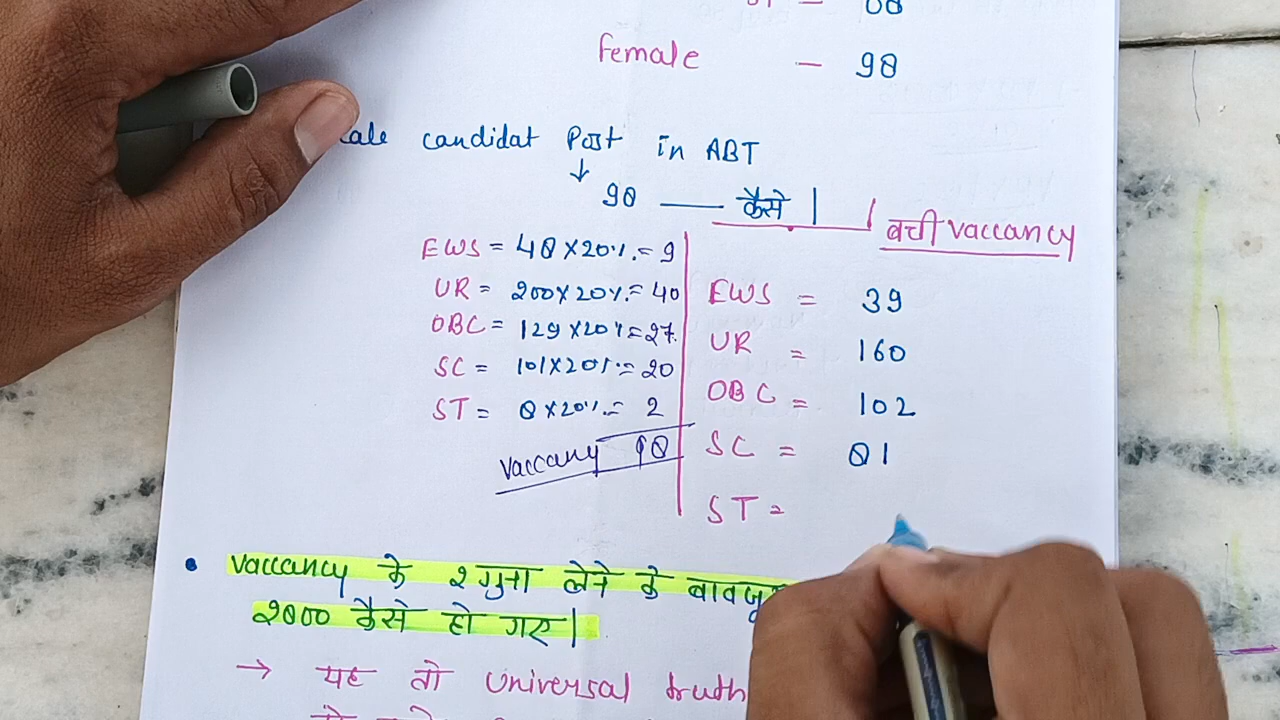 Female — 98
candidat Post in ABT
↓
98 —— कैसे |
बची vaccancy
EWS = 48×20%.= 9
UR = 200×20%= 40
OBC = 129×20%=27.
SC = 101×20%= 20
ST = 8×20%.= 2
Vaccany 98
EWS = 39
UR = 160
OBC = 102
SC = 81
ST =
• Vaccancy के 2 गुना लेने के
2000 कैसे हो गए|
→ यह तो universal truth